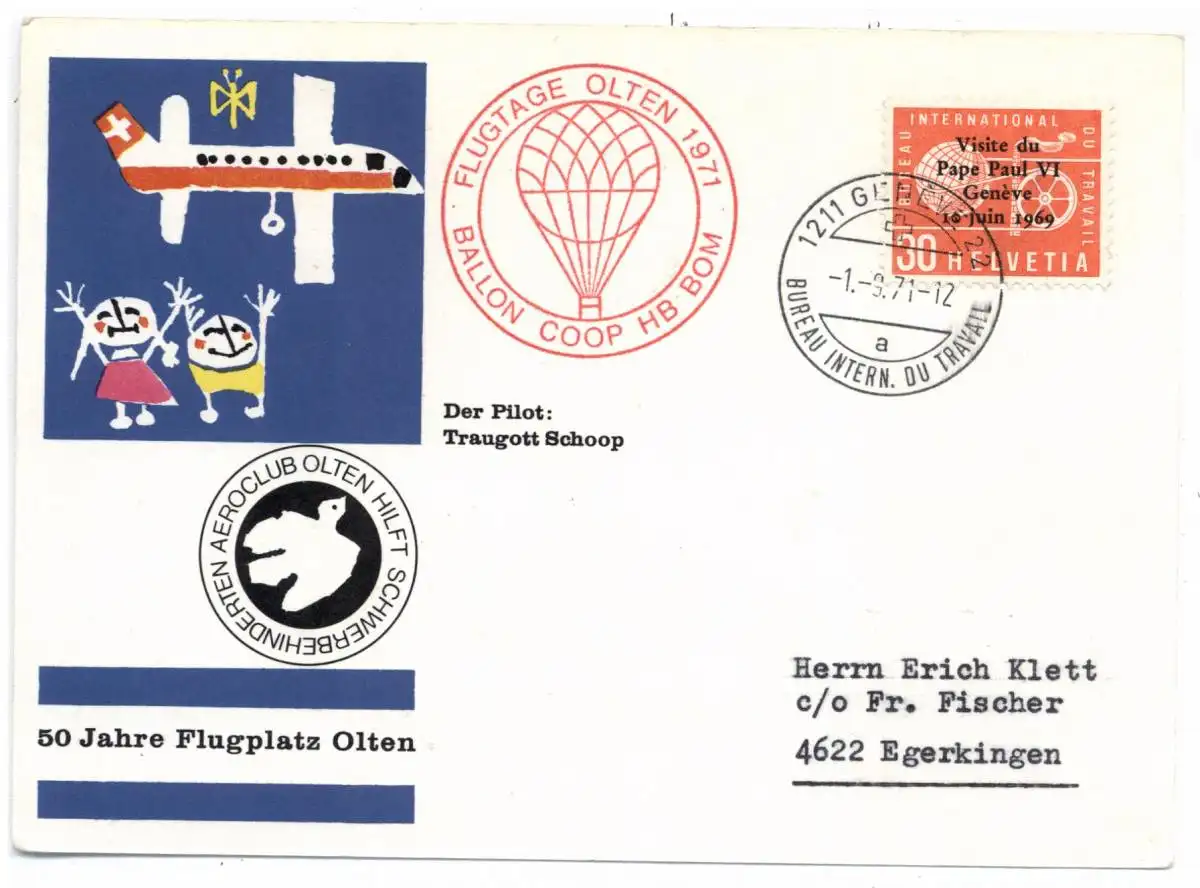 FLUGTAGE OLTEN 1971
BALLON COOP HB-BOM
BUREAU INTERNATIONAL DU TRAVAIL
Visite du
Pape Paul VI
Genève
10 Juin 1969
30 HELVETIA
1211 GENÈVE 22
-1.-9.71-12
a
BUREAU INTERN. DU TRAVAIL
Der Pilot:
Traugott Schoop
AEROCLUB OLTEN HILFT SCHWERBEHINDERTEN
50 Jahre Flugplatz Olten
Herrn Erich Klett
c/o Fr. Fischer
4622 Egerkingen